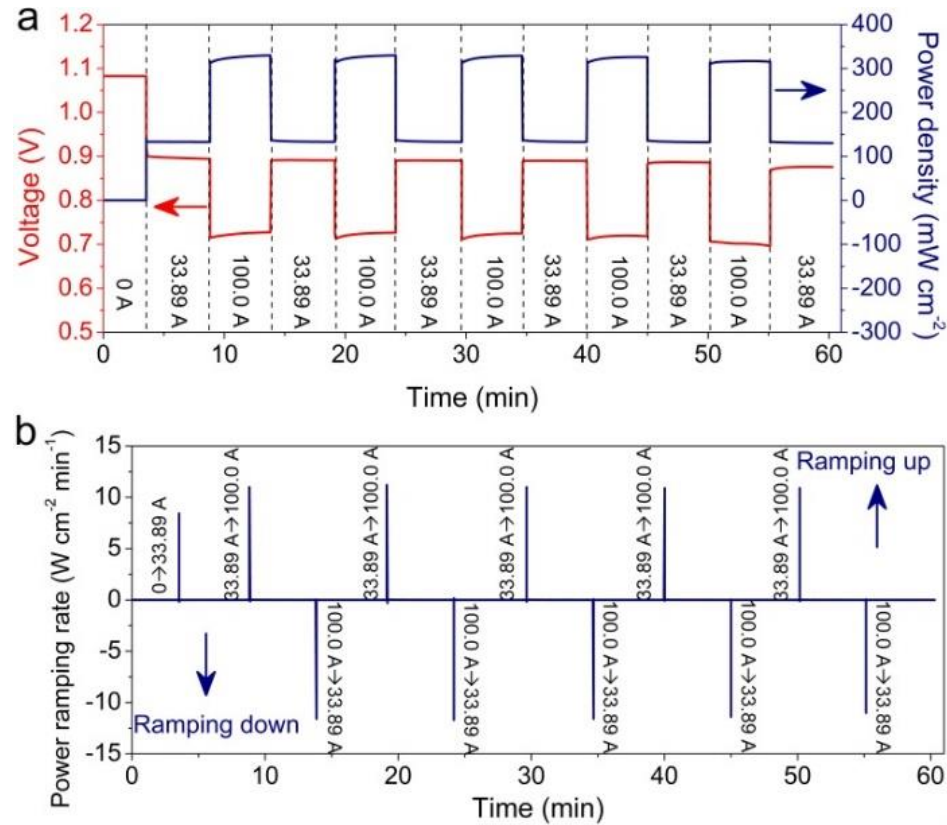 a
1.2
1.1
1.0
0.9
0.8
0.7
0.6
0.5
Voltage (V)
400
300
200
100
0
-100
-200
-300
Power density (mW cm⁻²)
0 A
33.89 A
100.0 A
33.89 A
100.0 A
33.89 A
100.0 A
33.89 A
100.0 A
33.89 A
100.0 A
33.89 A
0 10 20 30 40 50 60
Time (min)
b
15
10
5
0
-5
-10
-15
Power ramping rate (W cm⁻² min⁻¹)
0→33.89 A
33.89 A→100.0 A
33.89 A→100.0 A
33.89 A→100.0 A
33.89 A→100.0 A
33.89 A→100.0 A
Ramping up
100.0 A→33.89 A
100.0 A→33.89 A
100.0 A→33.89 A
100.0 A→33.89 A
100.0 A→33.89 A
Ramping down
0 10 20 30 40 50 60
Time (min)